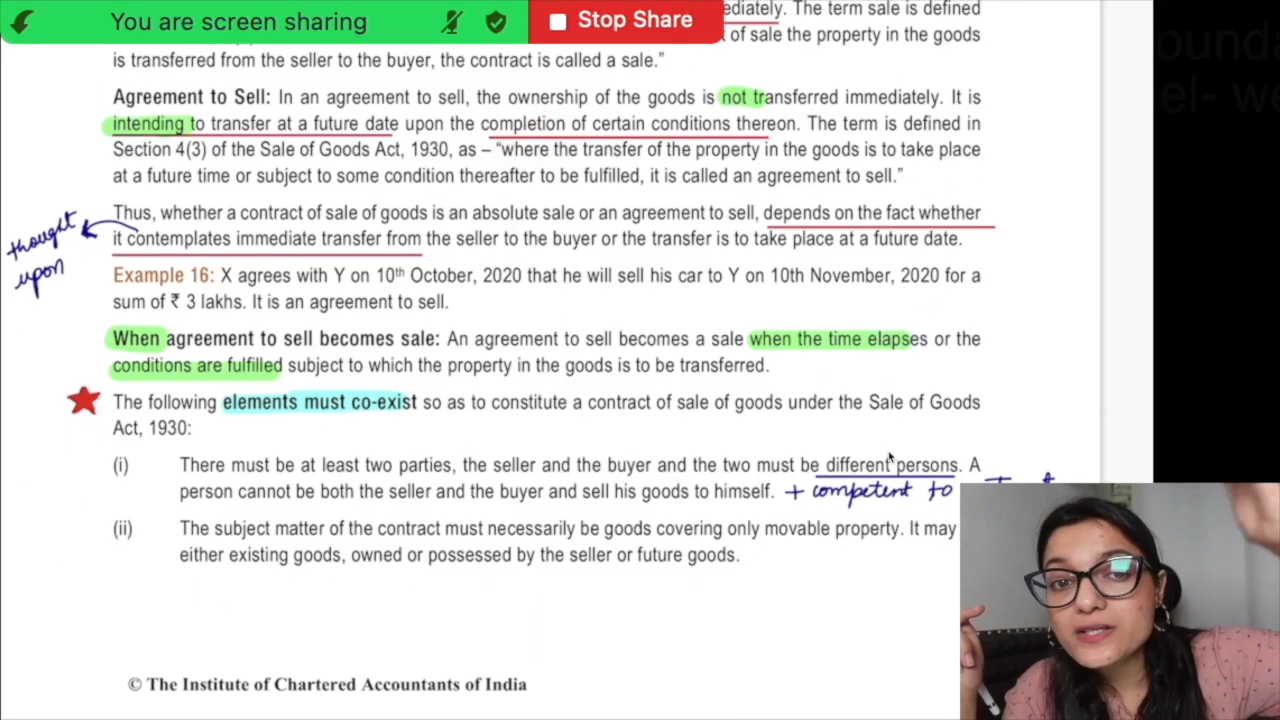 You are screen sharing
Stop Share
ediately. The term sale is defined
of sale the property in the goods
is transferred from the seller to the buyer, the contract is called a sale.”
Agreement to Sell: In an agreement to sell, the ownership of the goods is not transferred immediately. It is
intending to transfer at a future date upon the completion of certain conditions thereon. The term is defined in
Section 4(3) of the Sale of Goods Act, 1930, as – “where the transfer of the property in the goods is to take place
at a future time or subject to some condition thereafter to be fulfilled, it is called an agreement to sell.”
Thus, whether a contract of sale of goods is an absolute sale or an agreement to sell, depends on the fact whether
it contemplates immediate transfer from the seller to the buyer or the transfer is to take place at a future date.
thought
upon
Example 16: X agrees with Y on 10th October, 2020 that he will sell his car to Y on 10th November, 2020 for a
sum of ₹ 3 lakhs. It is an agreement to sell.
When agreement to sell becomes sale: An agreement to sell becomes a sale when the time elapses or the
conditions are fulfilled subject to which the property in the goods is to be transferred.
The following elements must co-exist so as to constitute a contract of sale of goods under the Sale of Goods
Act, 1930:
(i) There must be at least two parties, the seller and the buyer and the two must be different persons. A
person cannot be both the seller and the buyer and sell his goods to himself. + competent to
(ii) The subject matter of the contract must necessarily be goods covering only movable property. It may
either existing goods, owned or possessed by the seller or future goods.
© The Institute of Chartered Accountants of India